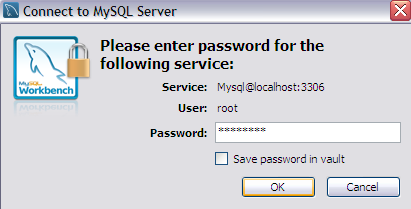 Connect to MySQL Server
Please enter password for the
following service:
MySQL
Workbench
Service: Mysql@localhost:3306
User: root
Password: ********
Save password in vault
OK Cancel